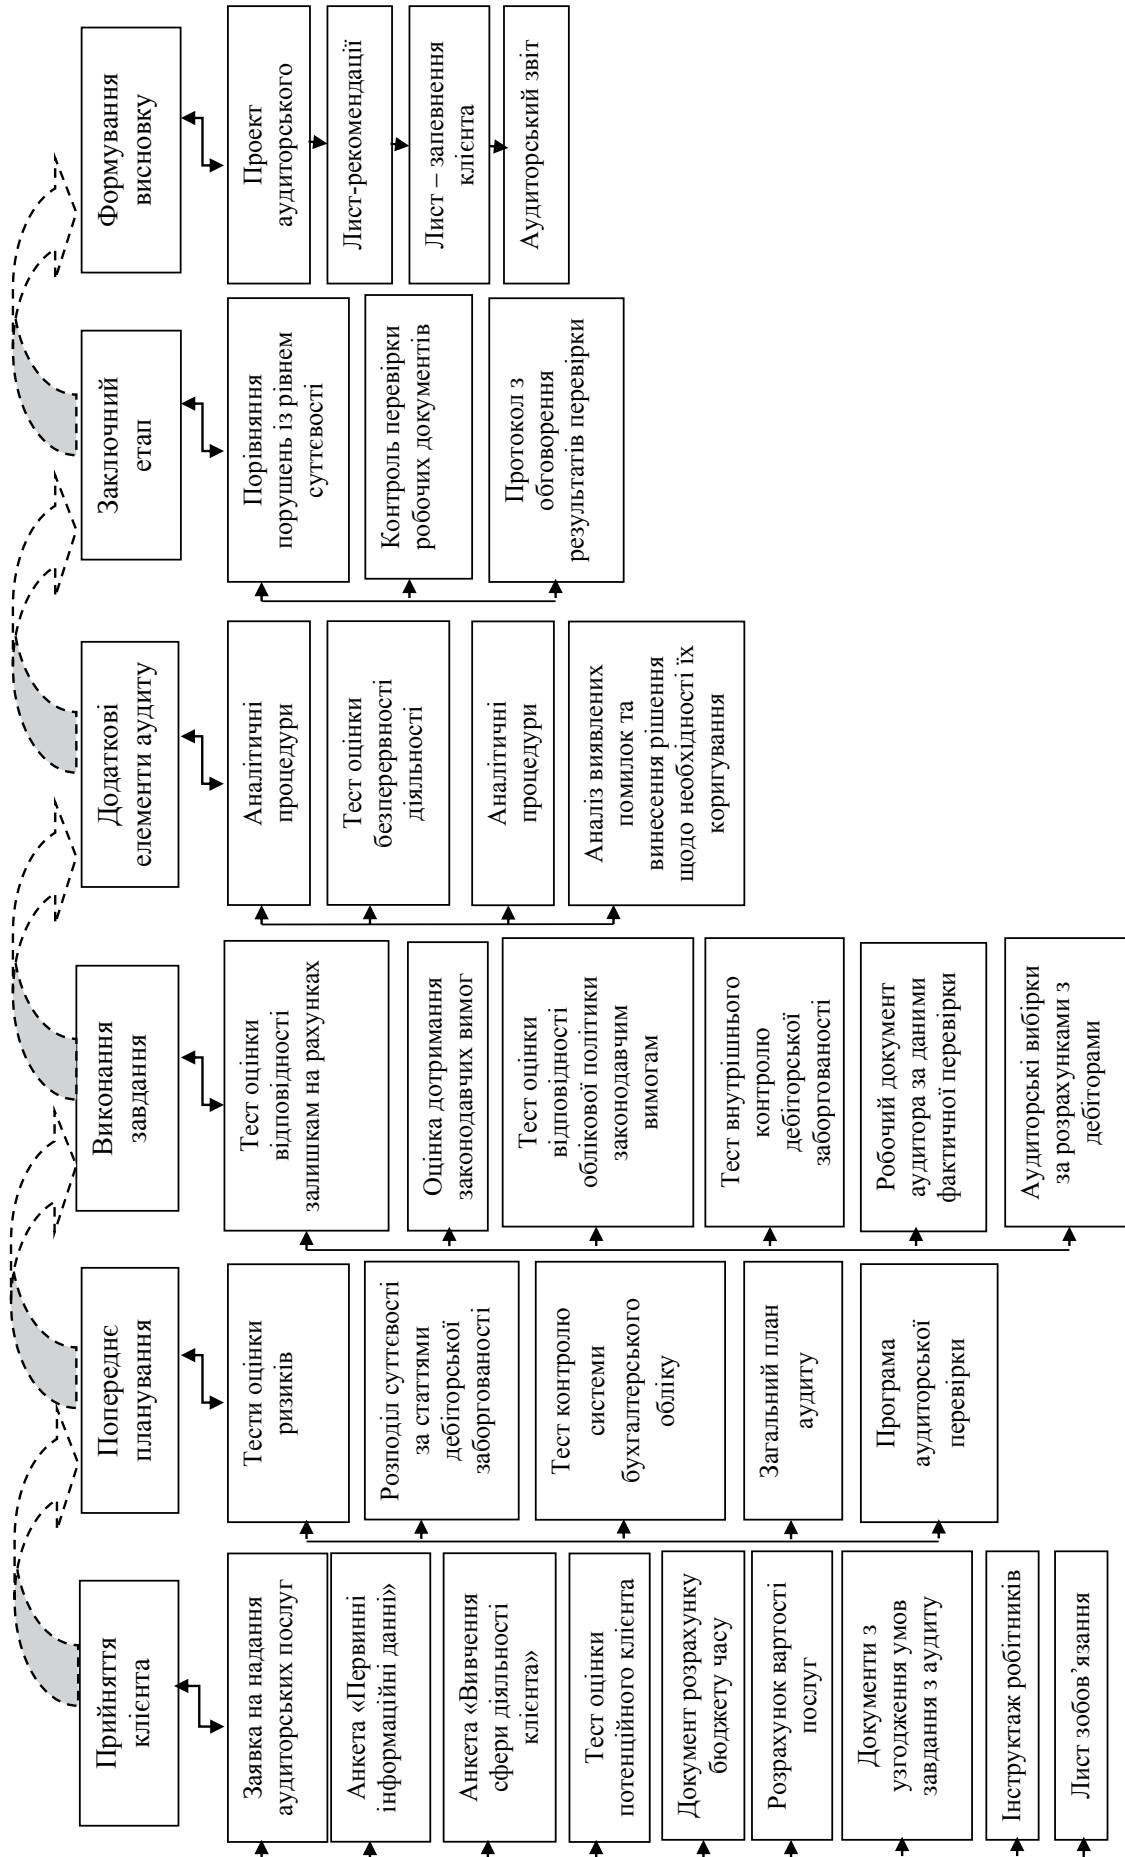 Прийняття
клієнта
Заявка на надання
аудиторських послуг
Анкета «Первинні
інформаційні данні»
Анкета «Вивчення
сфери діяльності
клієнта»
Тест оцінки
потенційного клієнта
Документ розрахунку
бюджету часу
Розрахунок вартості
послуг
Документи з
узгодження умов
завдання з аудиту
Інструктаж робітників
Лист зобов’язання
Попереднє
планування
Тести оцінки
ризиків
Розподіл суттєвості
за статтями
дебіторської
заборгованості
Тест контролю
системи
бухгалтерського
обліку
Загальний план
аудиту
Програма
аудиторської
перевірки
Виконання
завдання
Тест оцінки
відповідності
залишкам на рахунках
Оцінка дотримання
законодавчих вимог
Тест оцінки
відповідності
облікової політики
законодавчим
вимогам
Тест внутрішнього
контролю
дебіторської
заборгованості
Робочий документ
аудитора за даними
фактичної перевірки
Аудиторські вибірки
за розрахунками з
дебіторами
Додаткові
елементи аудиту
Аналітичні
процедури
Тест оцінки
безперервності
діяльності
Аналітичні
процедури
Аналіз виявлених
помилок та
винесення рішення
щодо необхідності їх
коригування
Заключний
етап
Порівняння
порушень із рівнем
суттєвості
Контроль перевірки
робочих документів
Протокол з
обговорення
результатів перевірки
Формування
висновку
Проект
аудиторського
Лист-рекомендації
Лист – запевнення
клієнта
Аудиторський звіт